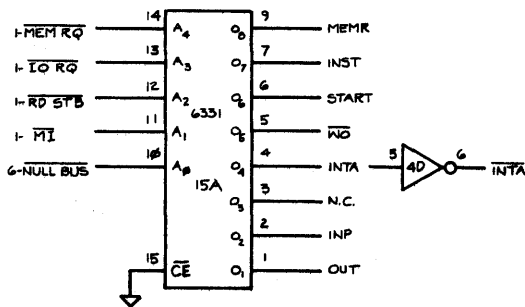 14 9
1-MEM RQ A4 O8 MEMR
13 7
1-IO RQ A3 O7 INST
12 6
1-RD STB A2 O6 START
6331
11 5
1-MI A1 O5 WO
10 4 5 6
6-NULL BUS A0 O4 INTA 4D INTA
3
15A O3 N.C.
2
O2 INP
15 1
CE O1 OUT